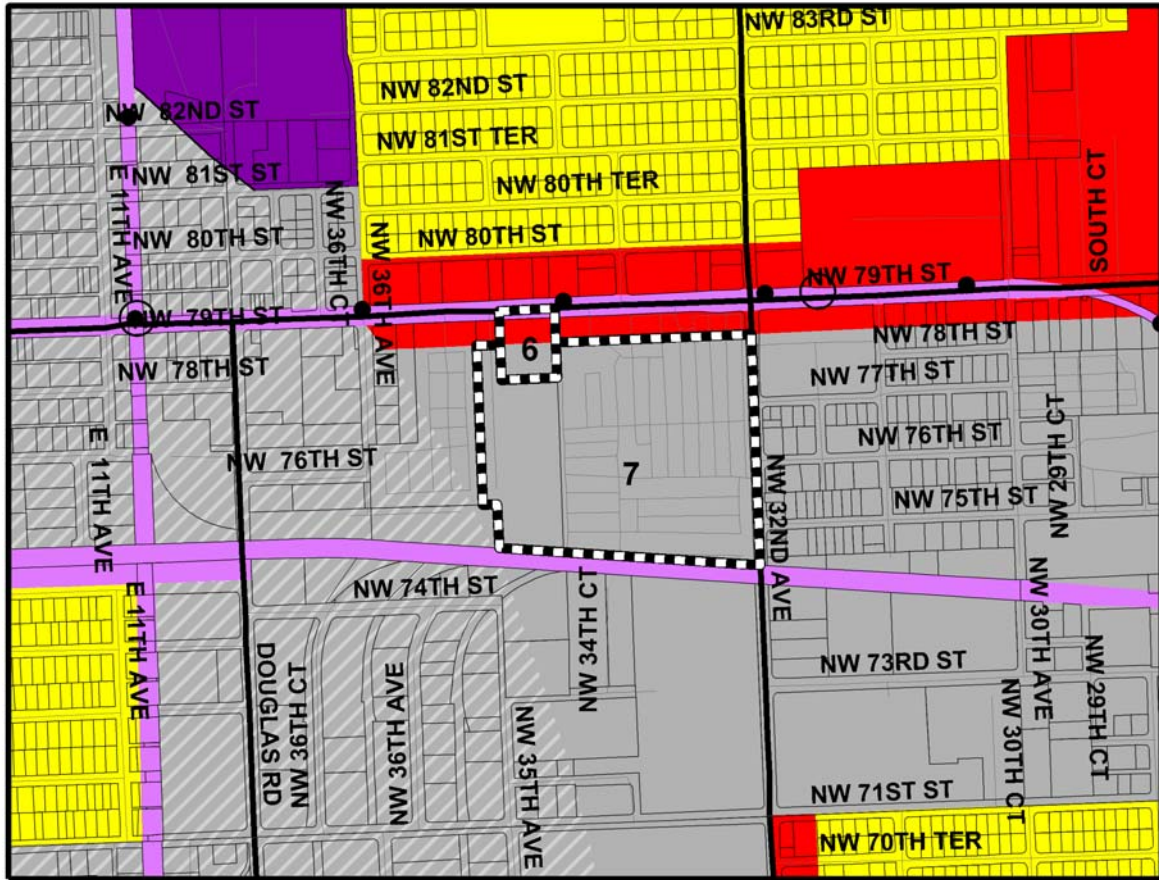 NW 83RD ST
NW 82ND ST
NW 82ND ST
NW 81ST TER
NW 81ST ST
NW 80TH TER
NW 80TH ST
NW 80TH ST
E 11TH AVE
NW 36TH C
NW 36TH AVE
SOUTH CT
NW 79TH ST
NW 79TH ST
NW 78TH ST
NW 78TH ST
6
NW 77TH ST
E 11TH AVE
NW 76TH ST
NW 76TH ST
7
NW 32ND AVE
NW 29TH CT
NW 75TH ST
NW 74TH ST
E 11TH AVE
NW 34TH CT
NW 30TH AVE
NW 73RD ST
DOUGLAS RD
NW 36TH CT
NW 36TH AVE
NW 35TH AVE
NW 30TH CT
NW 29TH CT
NW 71ST ST
NW 70TH TER